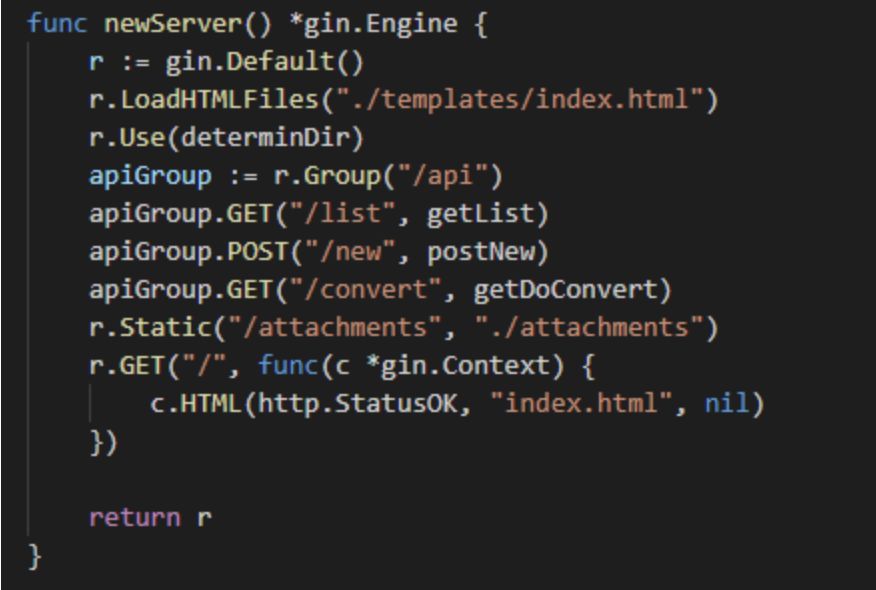 func newServer() *gin.Engine {
    r := gin.Default()
    r.LoadHTMLFiles("./templates/index.html")
    r.Use(determinDir)
    apiGroup := r.Group("/api")
    apiGroup.GET("/list", getList)
    apiGroup.POST("/new", postNew)
    apiGroup.GET("/convert", getDoConvert)
    r.Static("/attachments", "./attachments")
    r.GET("/", func(c *gin.Context) {
        c.HTML(http.StatusOK, "index.html", nil)
    })

    return r
}